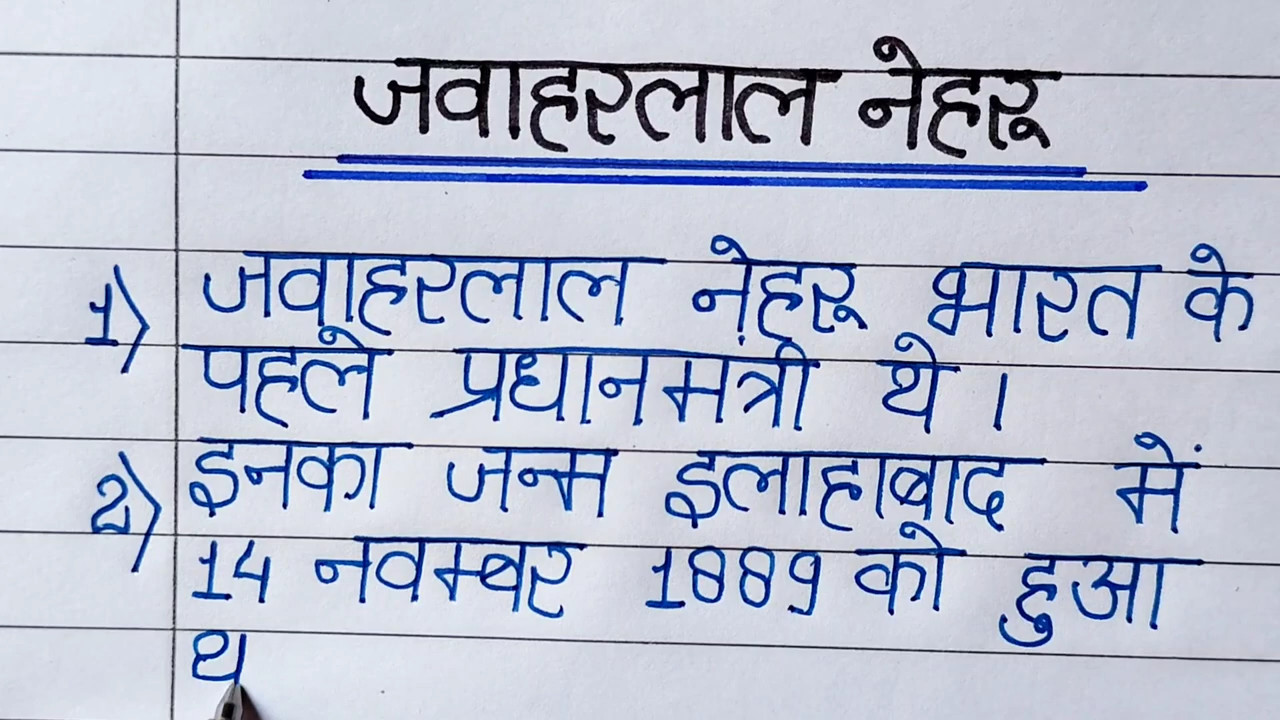 जवाहरलाल नेहरू
1) जवाहरलाल नेहरू भारत के
पहले प्रधानमंत्री थे ।
2) इनका जन्म इलाहाबाद में
14 नवम्बर 1889 को हुआ
थ